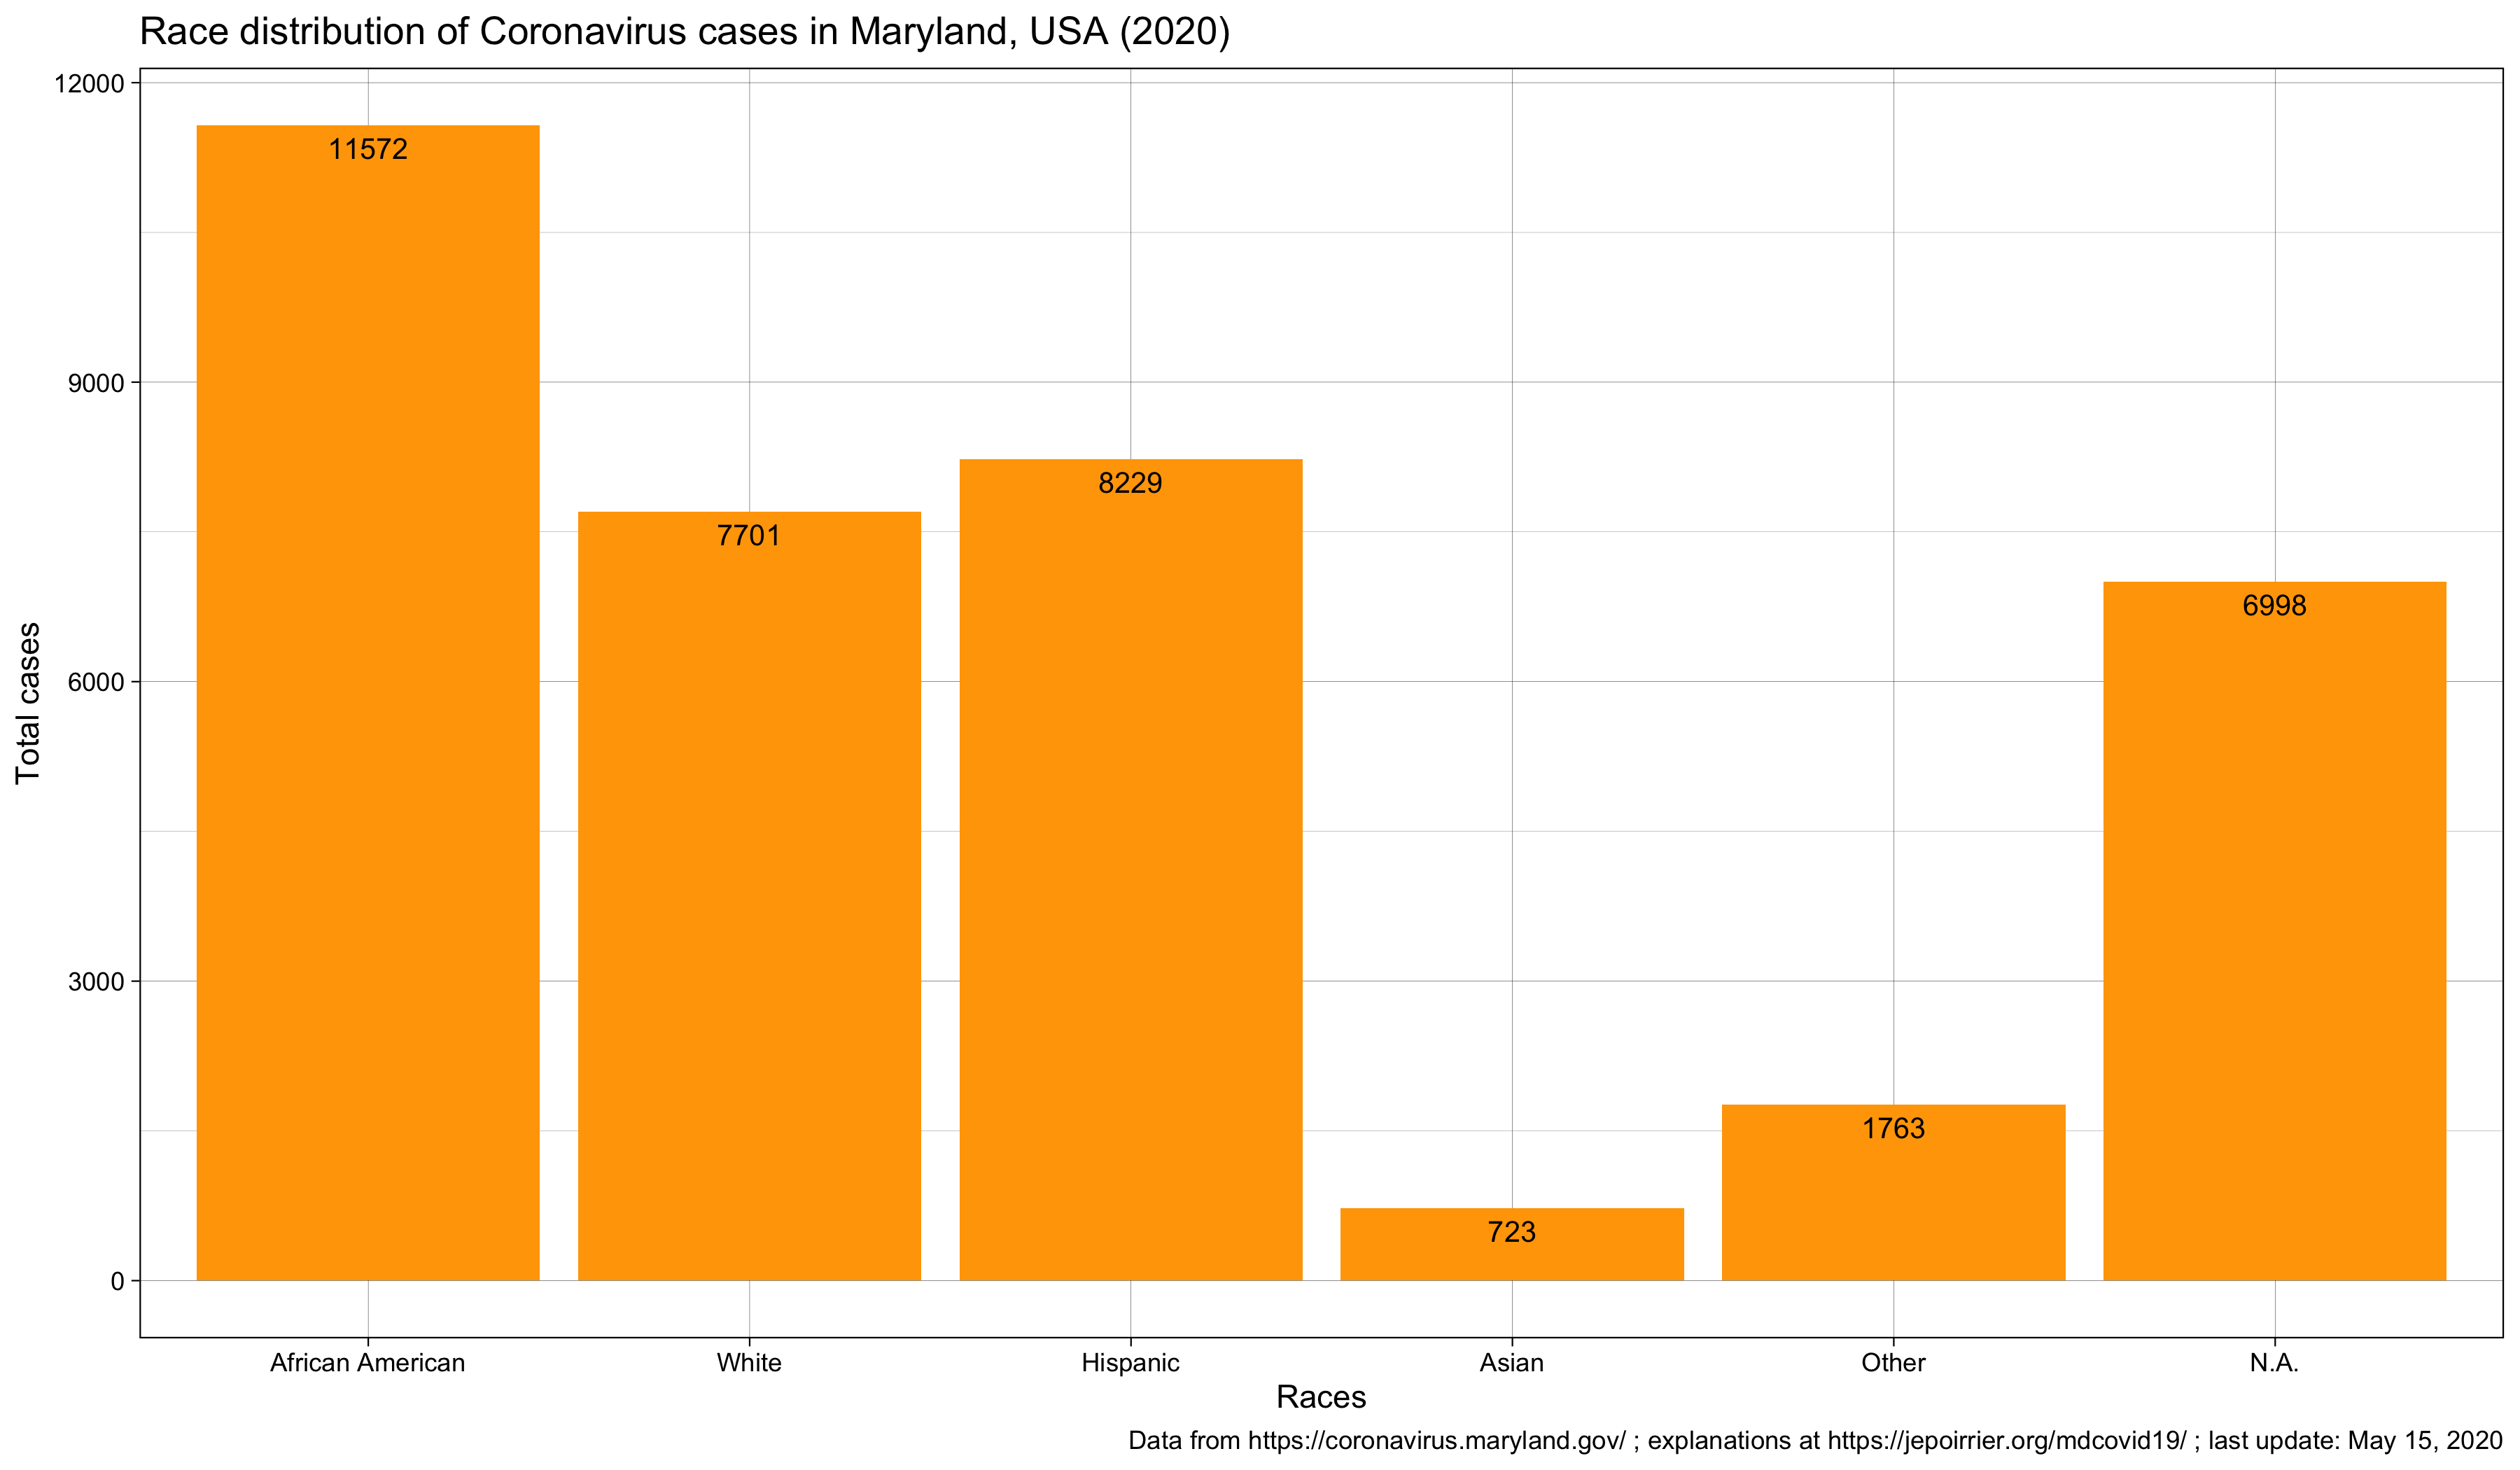 Race distribution of Coronavirus cases in Maryland, USA (2020)
12000
9000
6000
3000
0
Total cases
11572
7701
8229
723
1763
6998
African American
White
Hispanic
Asian
Other
N.A.
Races
Data from https://coronavirus.maryland.gov/ ; explanations at https://jepoirrier.org/mdcovid19/ ; last update: May 15, 2020